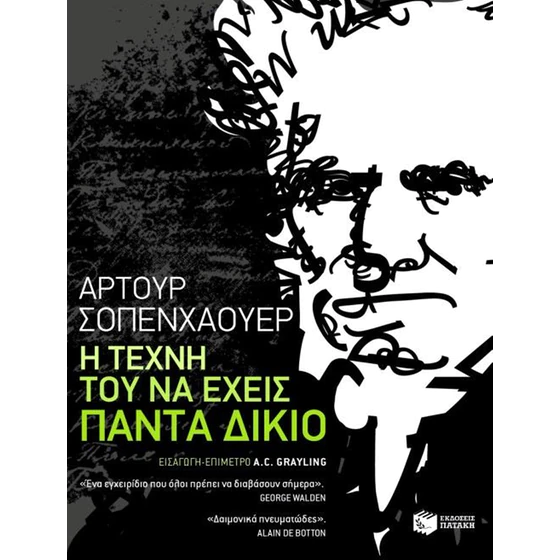 ΑΡΤΟΥΡ
ΣΟΠΕΝΧΑΟΥΕΡ
Η ΤΕΧΝΗ
ΤΟΥ ΝΑ ΕΧΕΙΣ
ΠΑΝΤΑ ΔΙΚΙΟ
ΕΙΣΑΓΩΓΗ-ΕΠΙΜΕΤΡΟ A.C. GRAYLING
«Ένα εγχειρίδιο που όλοι πρέπει να διαβάσουν σήμερα».
GEORGE WALDEN
«Δαιμονικά πνευματώδες».
ALAIN DE BOTTON
ΕΚΔΟΣΕΙΣ
ΠΑΤΑΚΗ